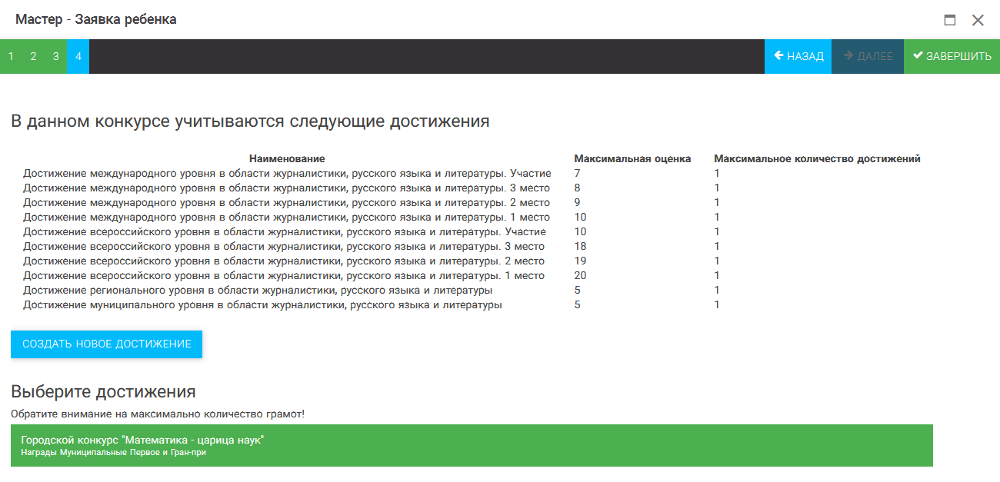 Мастер - Заявка ребенка
1 2 3 4 НАЗАД ДАЛЕЕ ЗАВЕРШИТЬ
В данном конкурсе учитываются следующие достижения
Наименование Максимальная оценка Максимальное количество достижений
Достижение международного уровня в области журналистики, русского языка и литературы. Участие 7 1
Достижение международного уровня в области журналистики, русского языка и литературы. 3 место 8 1
Достижение международного уровня в области журналистики, русского языка и литературы. 2 место 9 1
Достижение международного уровня в области журналистики, русского языка и литературы. 1 место 10 1
Достижение всероссийского уровня в области журналистики, русского языка и литературы. Участие 10 1
Достижение всероссийского уровня в области журналистики, русского языка и литературы. 3 место 18 1
Достижение всероссийского уровня в области журналистики, русского языка и литературы. 2 место 19 1
Достижение всероссийского уровня в области журналистики, русского языка и литературы. 1 место 20 1
Достижение регионального уровня в области журналистики, русского языка и литературы 5 1
Достижение муниципального уровня в области журналистики, русского языка и литературы 5 1
СОЗДАТЬ НОВОЕ ДОСТИЖЕНИЕ
Выберите достижения
Обратите внимание на максимально количество грамот!
Городской конкурс "Математика - царица наук"
Награды Муниципальные Первое и Гран-при